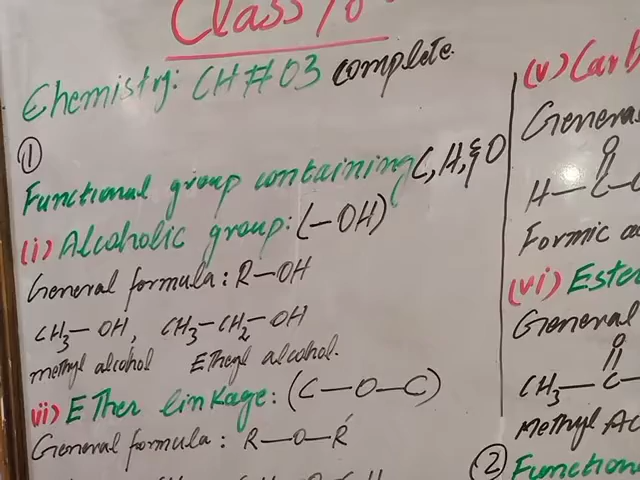 Class 10
Chemistry: CH#03 complete.
①
Functional group containing C, H, & O
(i) Alcoholic group: (—OH)
General formula: R—OH
CH₃—OH, CH₃—CH₂—OH
methyl alcohol Ethyl alcohol.
ii) Ether linkage: (C—O—C)
General formula: R—O—R'
(v) Carb
General
O
H—C—
Formic
(vi) Ester
General
O
CH₃—C—
Methyl Ac
② Function